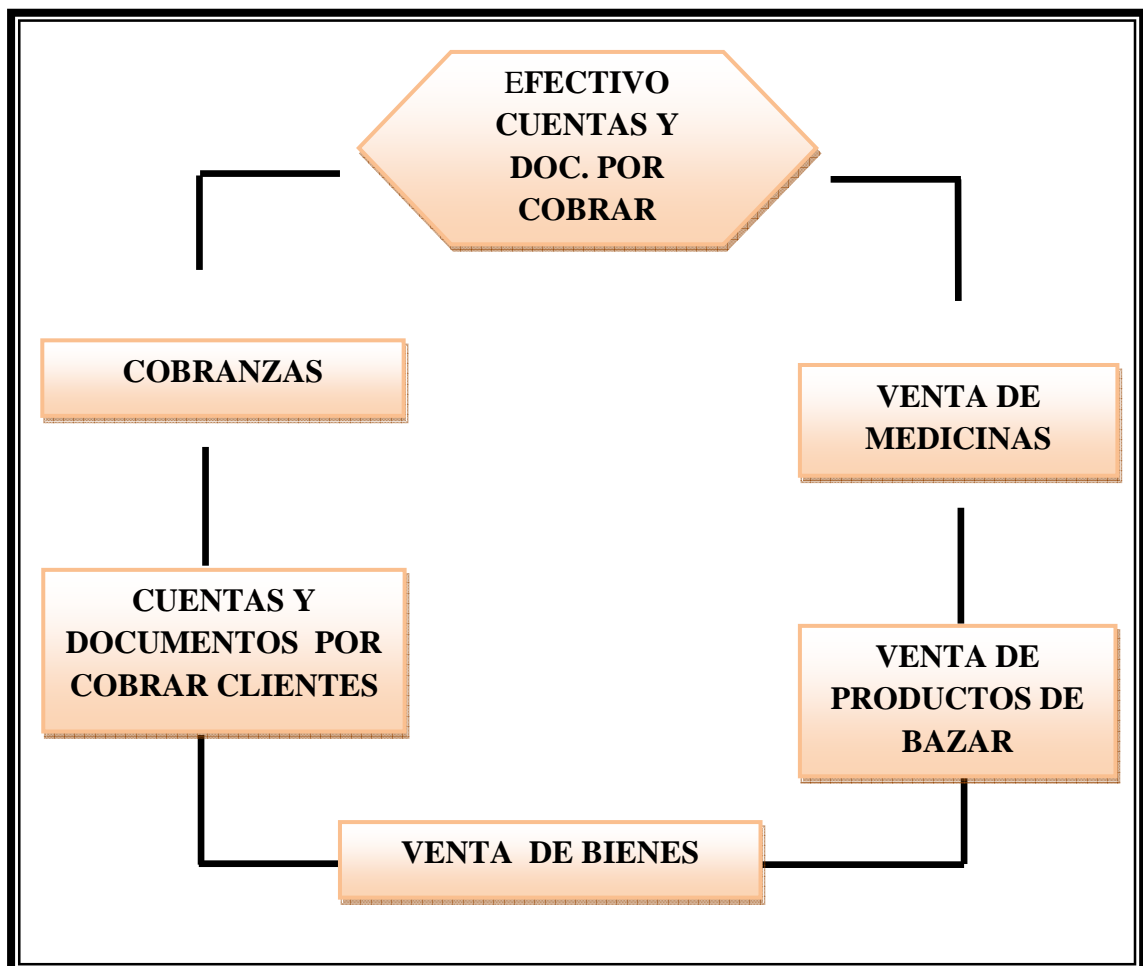 EFECTIVO
CUENTAS Y
DOC. POR
COBRAR
COBRANZAS
VENTA DE
MEDICINAS
CUENTAS Y
DOCUMENTOS POR
COBRAR CLIENTES
VENTA DE
PRODUCTOS DE
BAZAR
VENTA DE BIENES